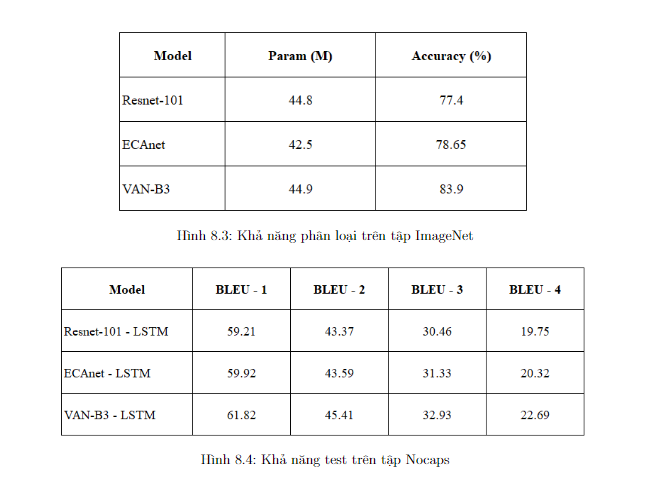 Model Param (M) Accuracy (%)
Resnet-101 44.8 77.4
ECAnet 42.5 78.65
VAN-B3 44.9 83.9
Hình 8.3: Khả năng phân loại trên tập ImageNet
Model BLEU - 1 BLEU - 2 BLEU - 3 BLEU - 4
Resnet-101 - LSTM 59.21 43.37 30.46 19.75
ECAnet - LSTM 59.92 43.59 31.33 20.32
VAN-B3 - LSTM 61.82 45.41 32.93 22.69
Hình 8.4: Khả năng test trên tập Nocaps